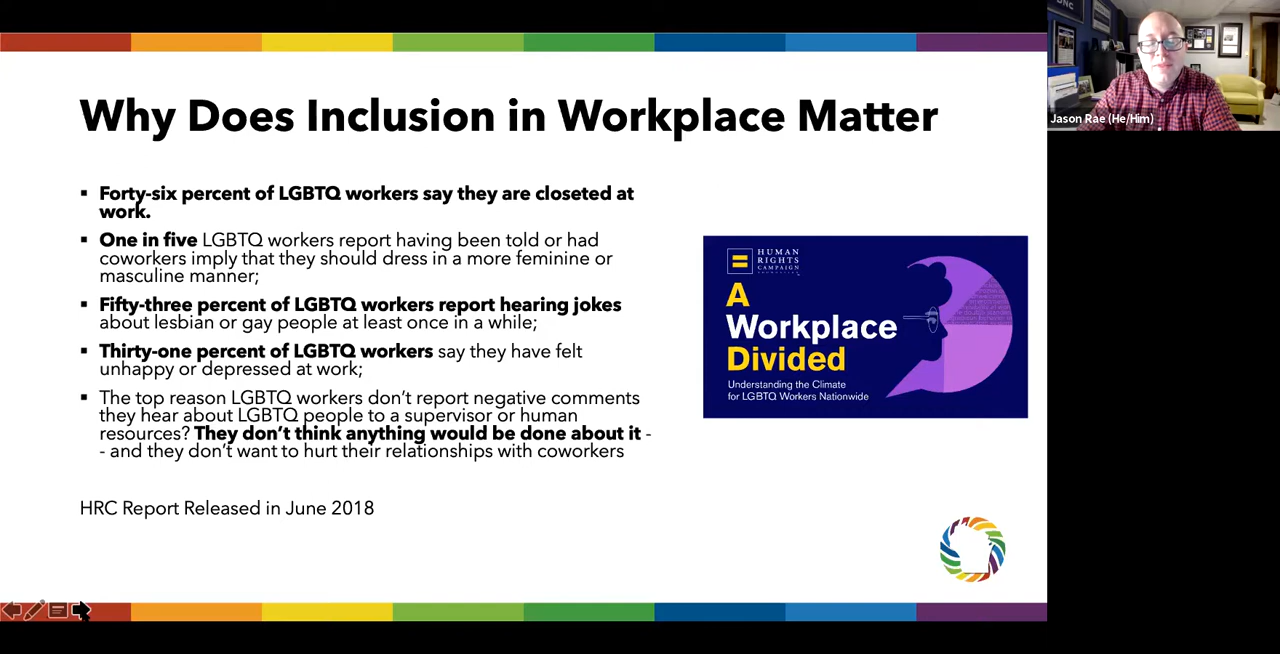 Why Does Inclusion in Workplace Matter
▪ Forty-six percent of LGBTQ workers say they are closeted at
work.
▪ One in five LGBTQ workers report having been told or had
coworkers imply that they should dress in a more feminine or
masculine manner;
▪ Fifty-three percent of LGBTQ workers report hearing jokes
about lesbian or gay people at least once in a while;
▪ Thirty-one percent of LGBTQ workers say they have felt
unhappy or depressed at work;
▪ The top reason LGBTQ workers don’t report negative comments
they hear about LGBTQ people to a supervisor or human
resources? They don’t think anything would be done about it -
- and they don’t want to hurt their relationships with coworkers
HRC Report Released in June 2018
HUMAN
RIGHTS
CAMPAIGN
FOUNDATION
A
Workplace
Divided
Understanding the Climate
for LGBTQ Workers Nationwide
Jason Rae (He/Him)